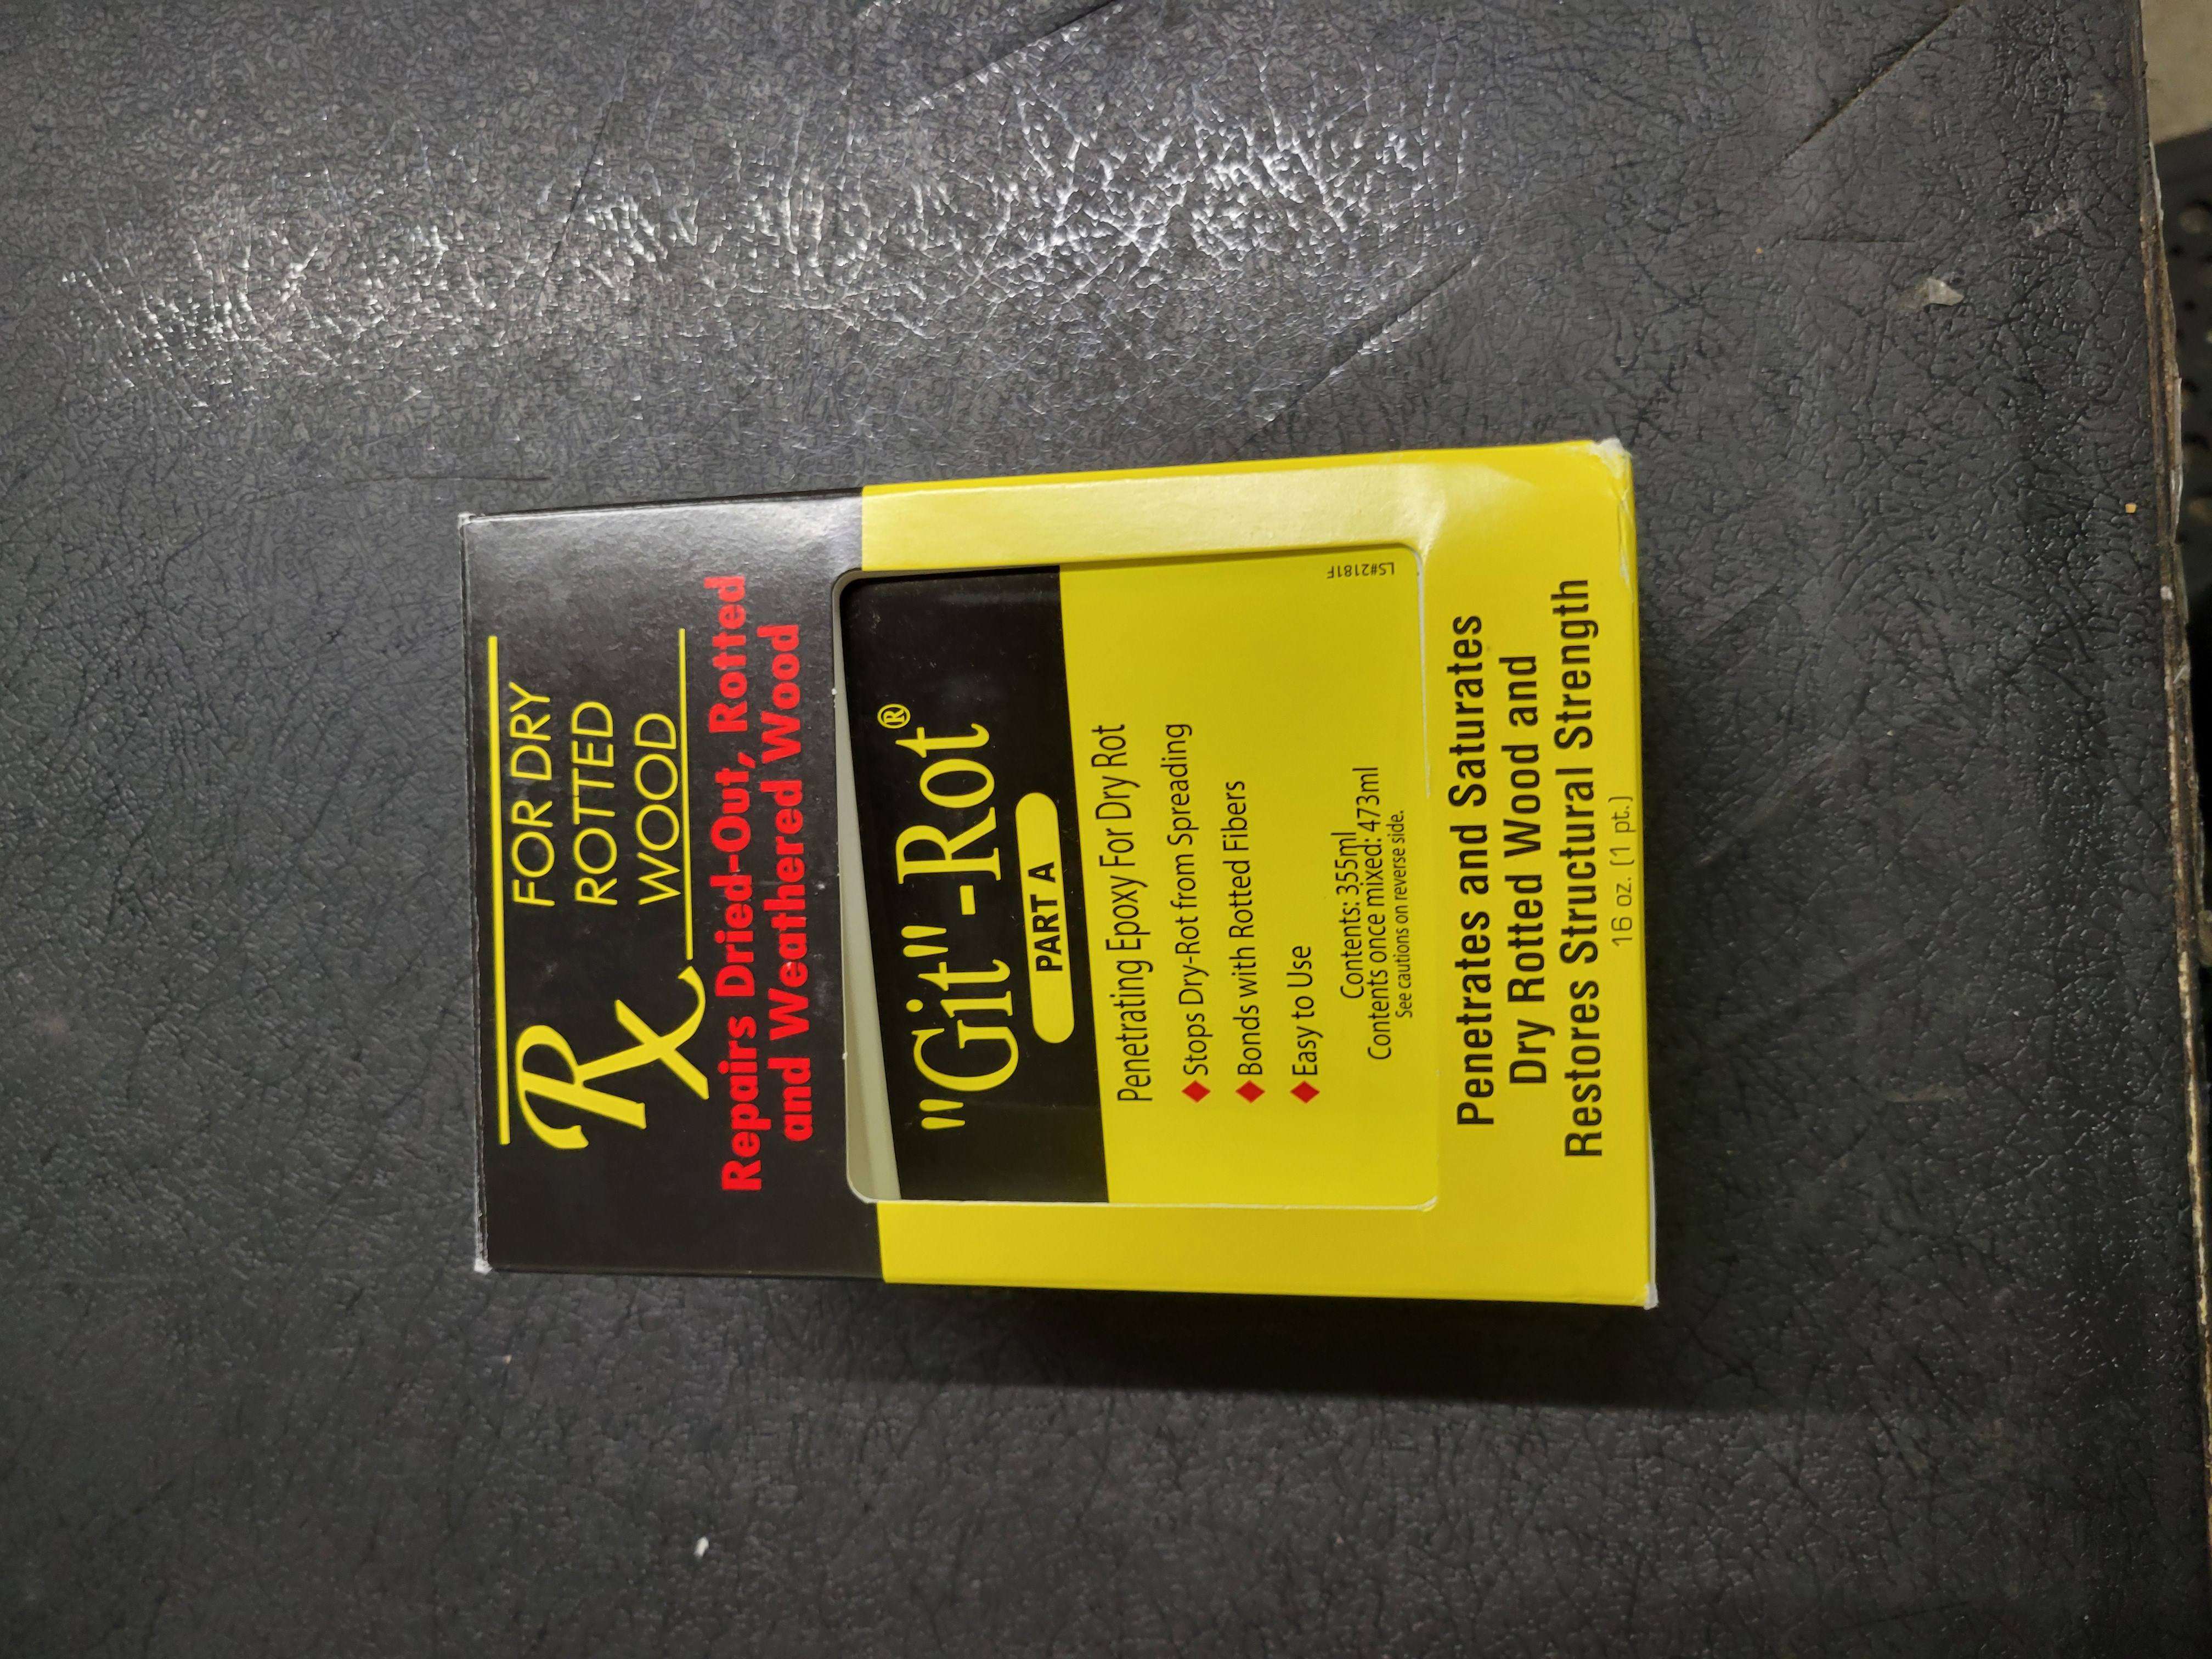 Rx FOR DRY
ROTTED
WOOD
Repairs Dried-Out, Rotted
and Weathered Wood
"Git"-Rot®
PART A
Penetrating Epoxy For Dry Rot
♦Stops Dry-Rot from Spreading
♦Bonds with Rotted Fibers
♦Easy to Use
Contents: 355ml
Contents once mixed: 473ml
See cautions on reverse side.
LS#2181F
Penetrates and Saturates
Dry Rotted Wood and
Restores Structural Strength
16 oz. (1 pt.)